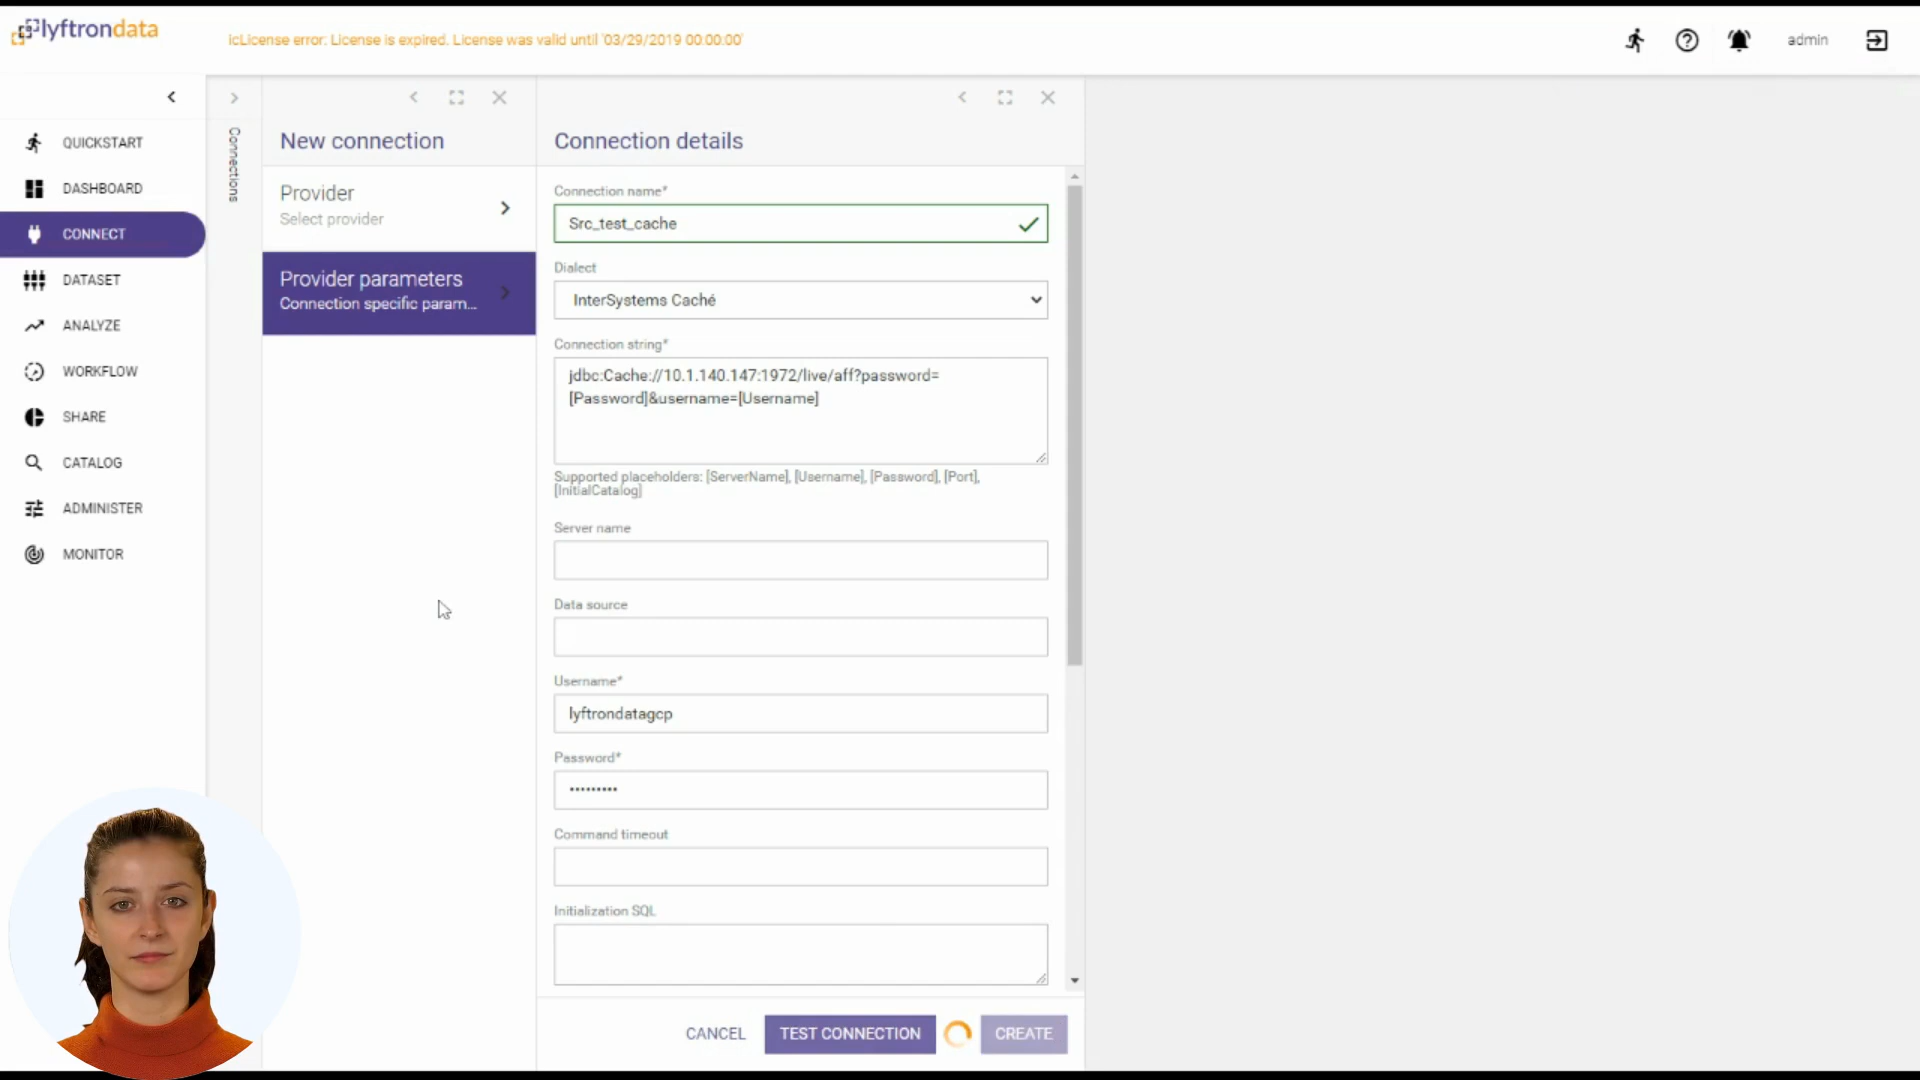 lyftrondata
icLicense error: License is expired. License was valid until '03/29/2019 00:00:00'
admin
QUICKSTART
DASHBOARD
CONNECT
DATASET
ANALYZE
WORKFLOW
SHARE
CATALOG
ADMINISTER
MONITOR
Connections
New connection
Provider
Select provider
Provider parameters
Connection specific param...
Connection details
Connection name*
Src_test_cache
Dialect
InterSystems Caché
Connection string*
jdbc:Cache://10.1.140.147:1972/live/aff?password=
[Password]&username=[Username]
Supported placeholders: [ServerName], [Username], [Password], [Port],
[InitialCatalog]
Server name
Data source
Username*
lyftrondatagcp
Password*
•••••••••
Command timeout
Initialization SQL
CANCEL
TEST CONNECTION
CREATE